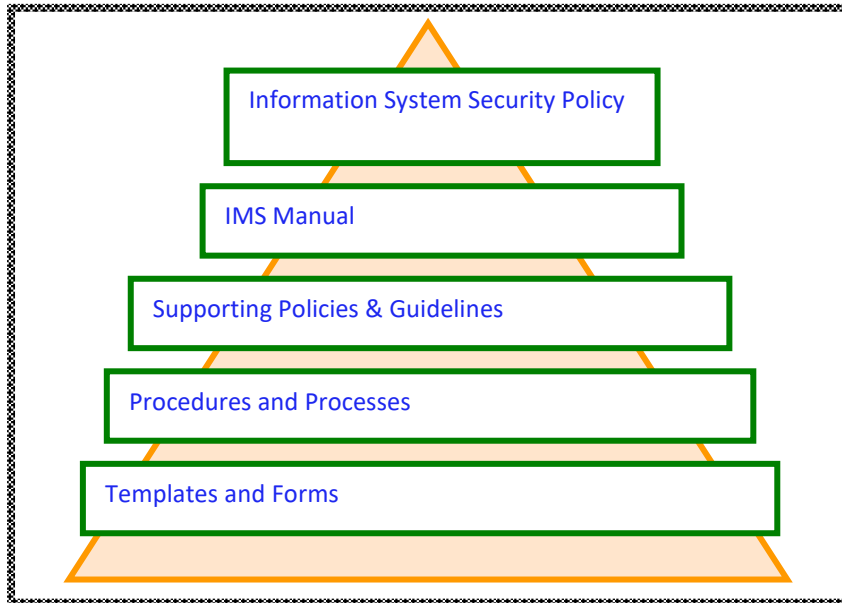 Information System Security Policy
IMS Manual
Supporting Policies & Guidelines
Procedures and Processes
Templates and Forms